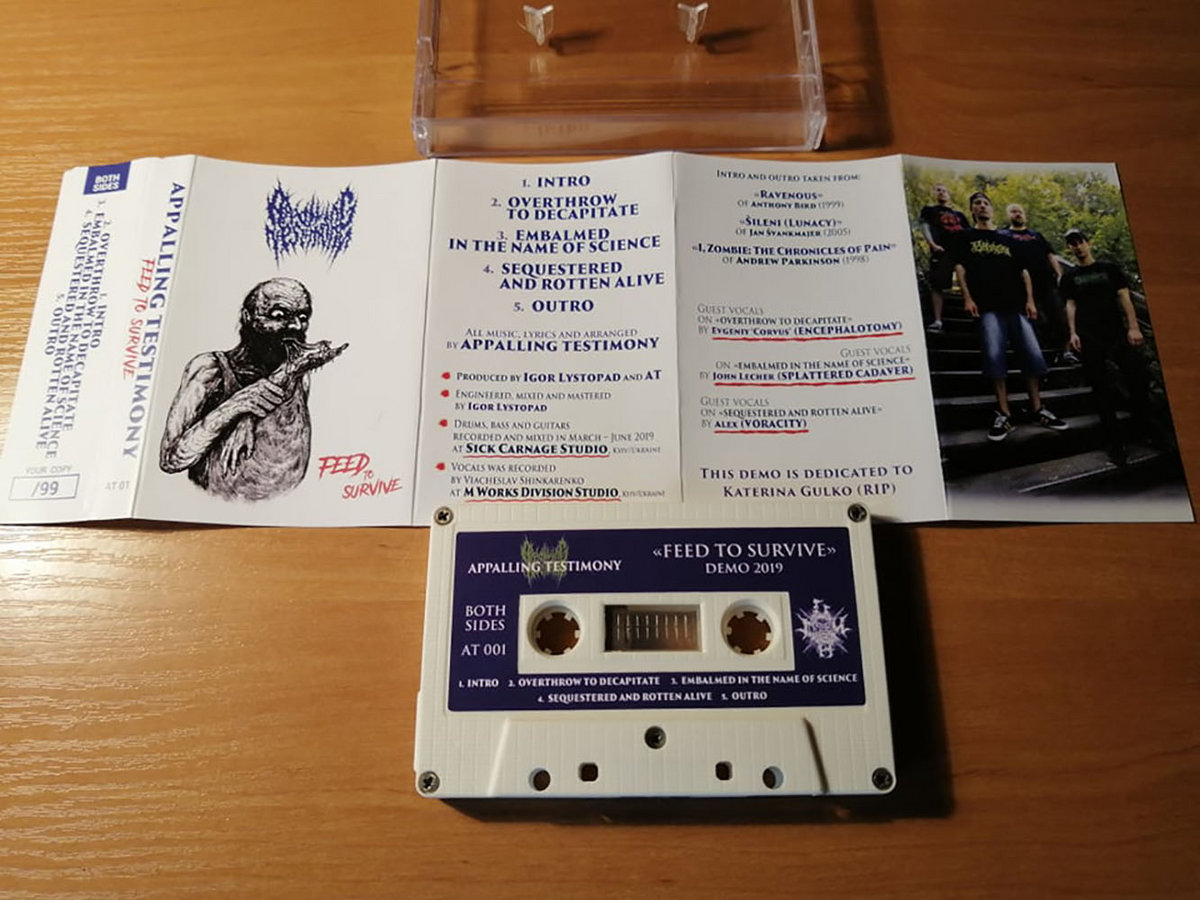 BOTH
SIDES
1. INTRO
2. OVERTHROW TO DECAPITATE
3. EMBALMED IN THE NAME OF SCIENCE
4. SEQUESTERED AND ROTTEN ALIVE
5. OUTRO
YOUR COPY
/99
APPALLING TESTIMONY
FEED TO SURVIVE
AT 01
APPALLING
TESTIMONY
FEED
TO
SURVIVE
1. INTRO
2. OVERTHROW
TO DECAPITATE
3. EMBALMED
IN THE NAME OF SCIENCE
4. SEQUESTERED
AND ROTTEN ALIVE
5. OUTRO
ALL MUSIC, LYRICS AND ARRANGED
BY APPALLING TESTIMONY
PRODUCED BY IGOR LYSTOPAD AND AT
ENGINEERED, MIXED AND MASTERED
BY IGOR LYSTOPAD
DRUMS, BASS AND GUITARS
RECORDED AND MIXED IN MARCH – JUNE 2019
AT SICK CARNAGE STUDIO, KYIV/UKRAINE
VOCALS WAS RECORDED
BY VIACHESLAV SHINKARENKO
AT M WORKS DIVISION STUDIO, KYIV/UKRAINE
INTRO AND OUTRO TAKEN FROM:
«RAVENOUS»
OF ANTHONY BIRD (1999)
«ŠILENI (LUNACY)»
OF JAN ŠVANKMAJER (2005)
«I, ZOMBIE: THE CHRONICLES OF PAIN»
OF ANDREW PARKINSON (1998)
GUEST VOCALS
ON «OVERTHROW TO DECAPITATE»
BY EVGENIY 'CORVUS' (ENCEPHALOTOMY)
GUEST VOCALS
ON «EMBALMED IN THE NAME OF SCIENCE»
BY JOHN LECHER (SPLATTERED CADAVER)
GUEST VOCALS
ON «SEQUESTERED AND ROTTEN ALIVE»
BY ALEX (VORACITY)
THIS DEMO IS DEDICATED TO
KATERINA GULKO (RIP)
APPALLING TESTIMONY
«FEED TO SURVIVE»
DEMO 2019
BOTH
SIDES
AT 001
1. INTRO 2. OVERTHROW TO DECAPITATE 3. EMBALMED IN THE NAME OF SCIENCE
4. SEQUESTERED AND ROTTEN ALIVE 5. OUTRO